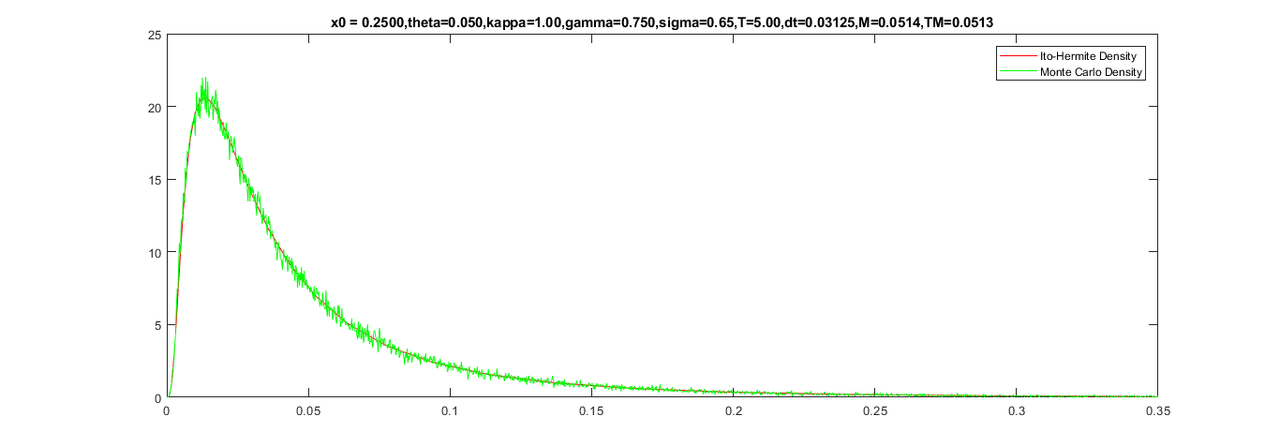 x0 = 0.2500,theta=0.050,kappa=1.00,gamma=0.750,sigma=0.65,T=5.00,dt=0.03125,M=0.0514,TM=0.0513
Ito-Hermite Density
Monte Carlo Density
25
20
15
10
5
0
0 0.05 0.1 0.15 0.2 0.25 0.3 0.35